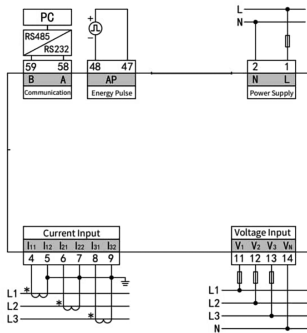 PC
RS485
RS232
59 58
B A
Communication
+
−
48 47
AP
Energy Pulse
L
N
2 1
N L
Power Supply
Current Input
I11 I12 I21 I22 I31 I32
4 5 6 7 8 9
L1 *
L2 *
L3 *
Voltage Input
V1 V2 V3 VN
11 12 13 14
L1
L2
L3
N